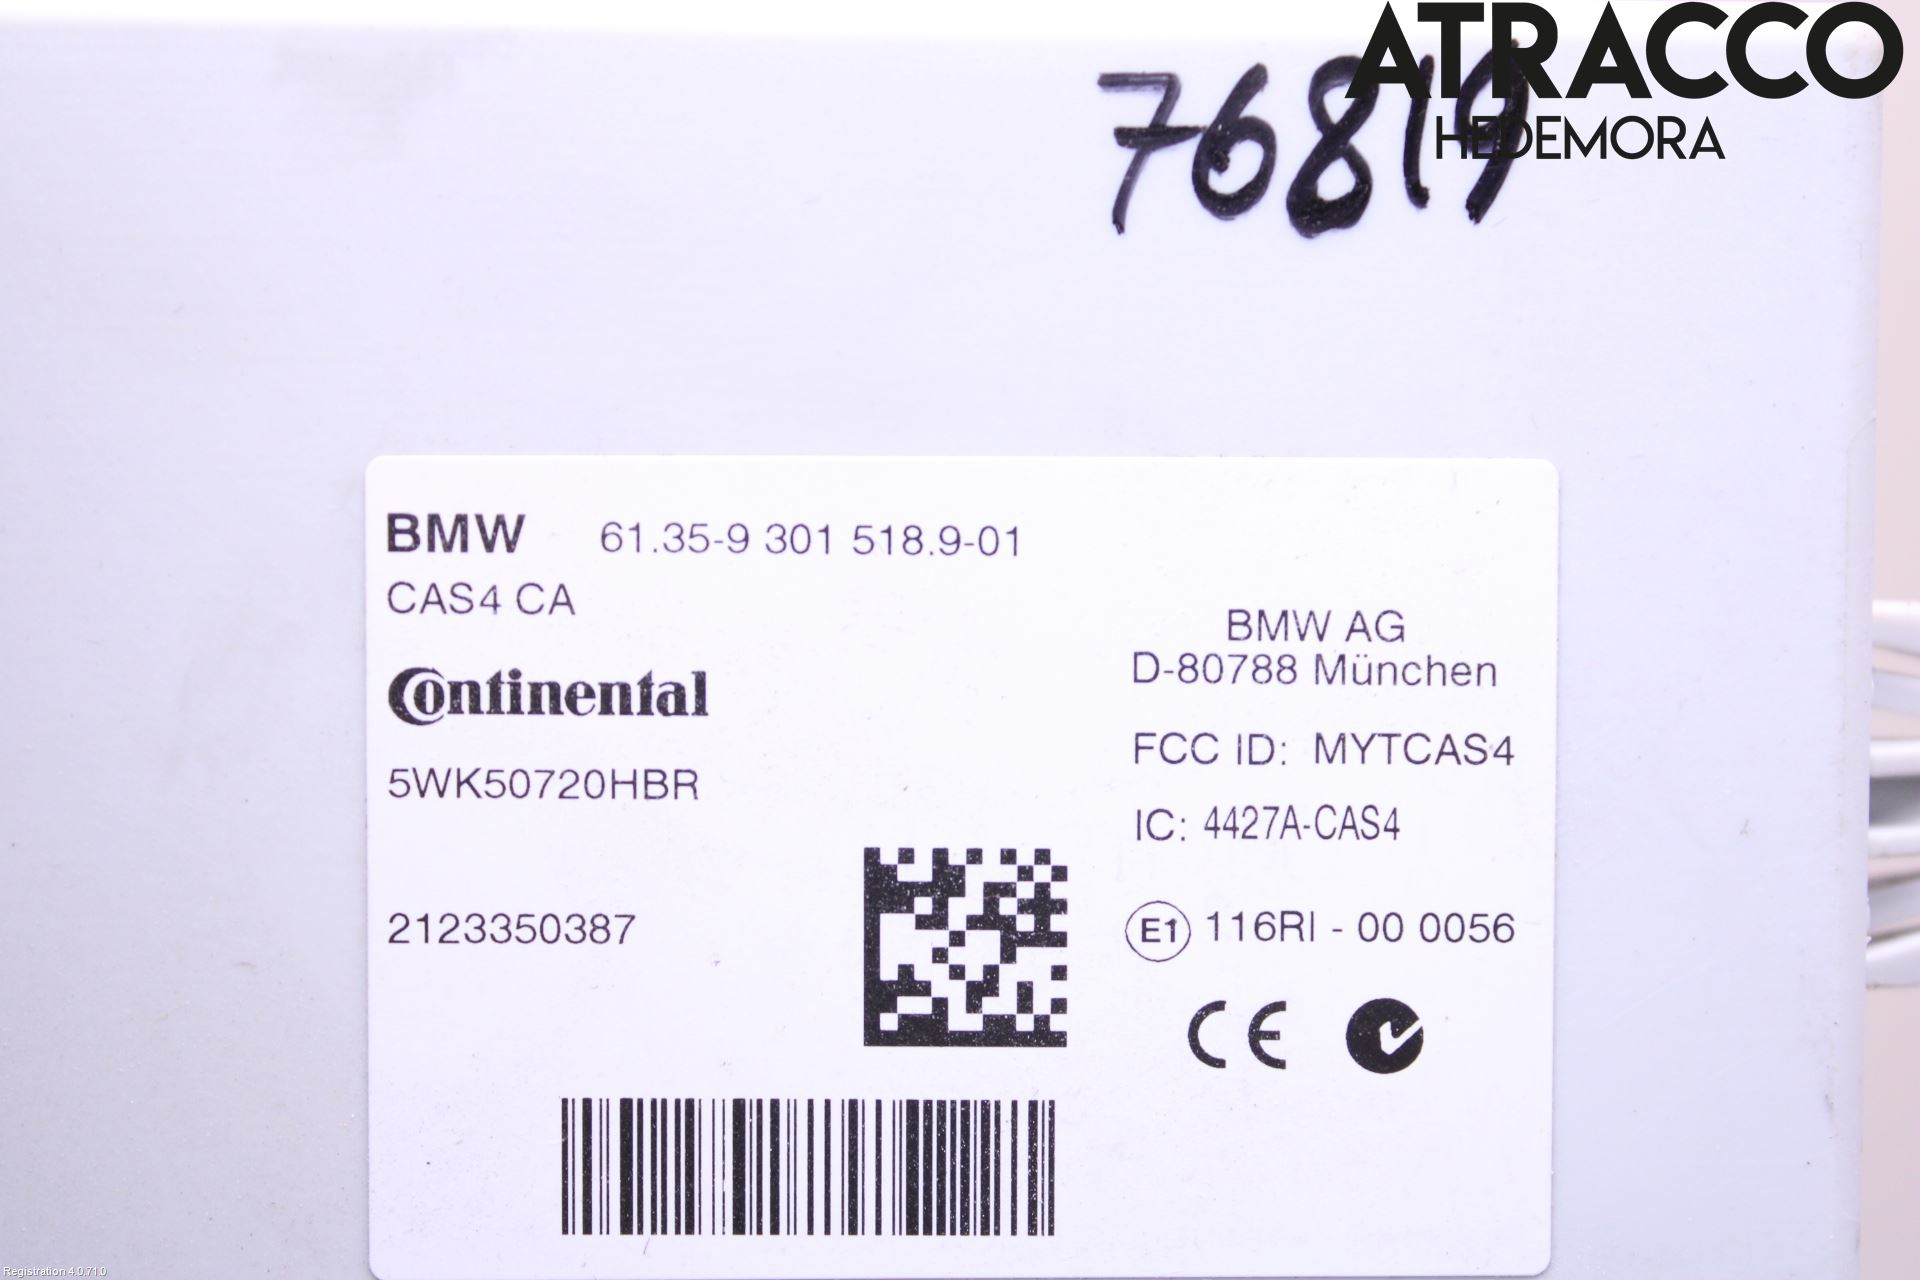 ATRACCO
HEDEMORA
76819
BMW 61.35-9 301 518.9-01
CAS4 CA
Continental
5WK50720HBR
2123350387
BMW AG
D-80788 München
FCC ID: MYTCAS4
IC: 4427A-CAS4
E1 116RI - 00 0056
CE
Registration 4.0.71.0